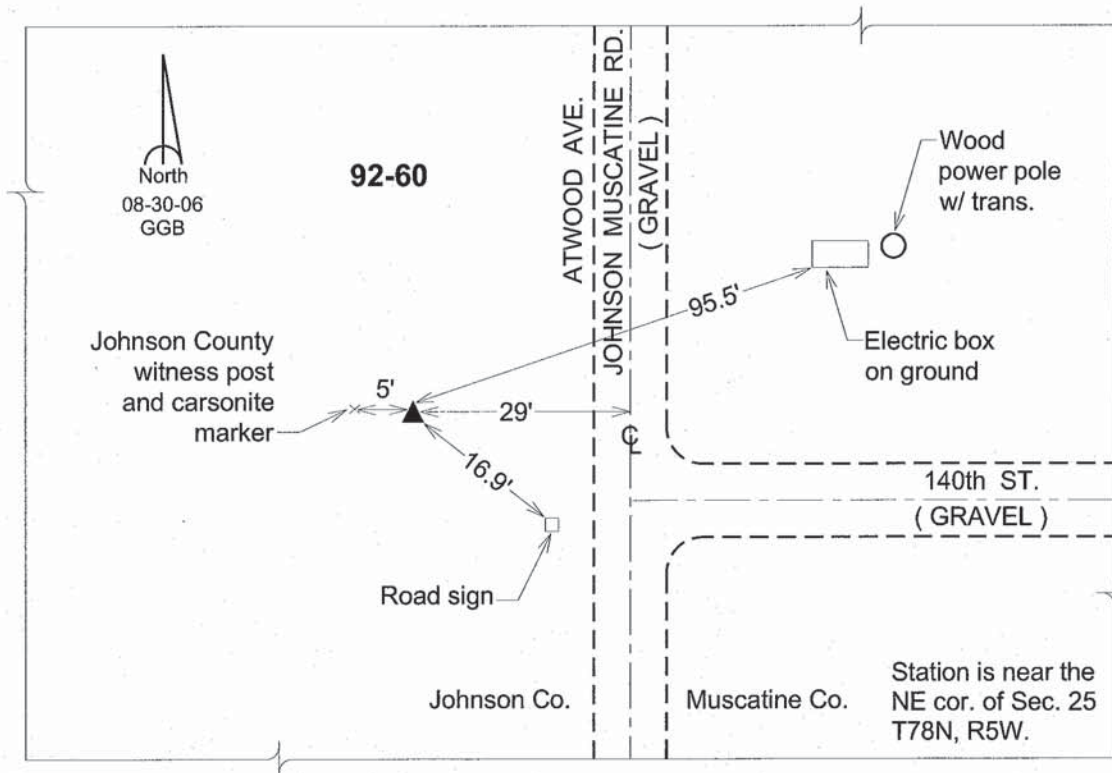 North
08-30-06
GGB
92-60
ATWOOD AVE.
JOHNSON MUSCATINE RD.
( GRAVEL )
Wood
power pole
w/ trans.
95.5'
Electric box
on ground
Johnson County
witness post
and carsonite
marker
5'
29'
℄
16.9'
Road sign
140th ST.
( GRAVEL )
Johnson Co.
Muscatine Co.
Station is near the
NE cor. of Sec. 25
T78N, R5W.